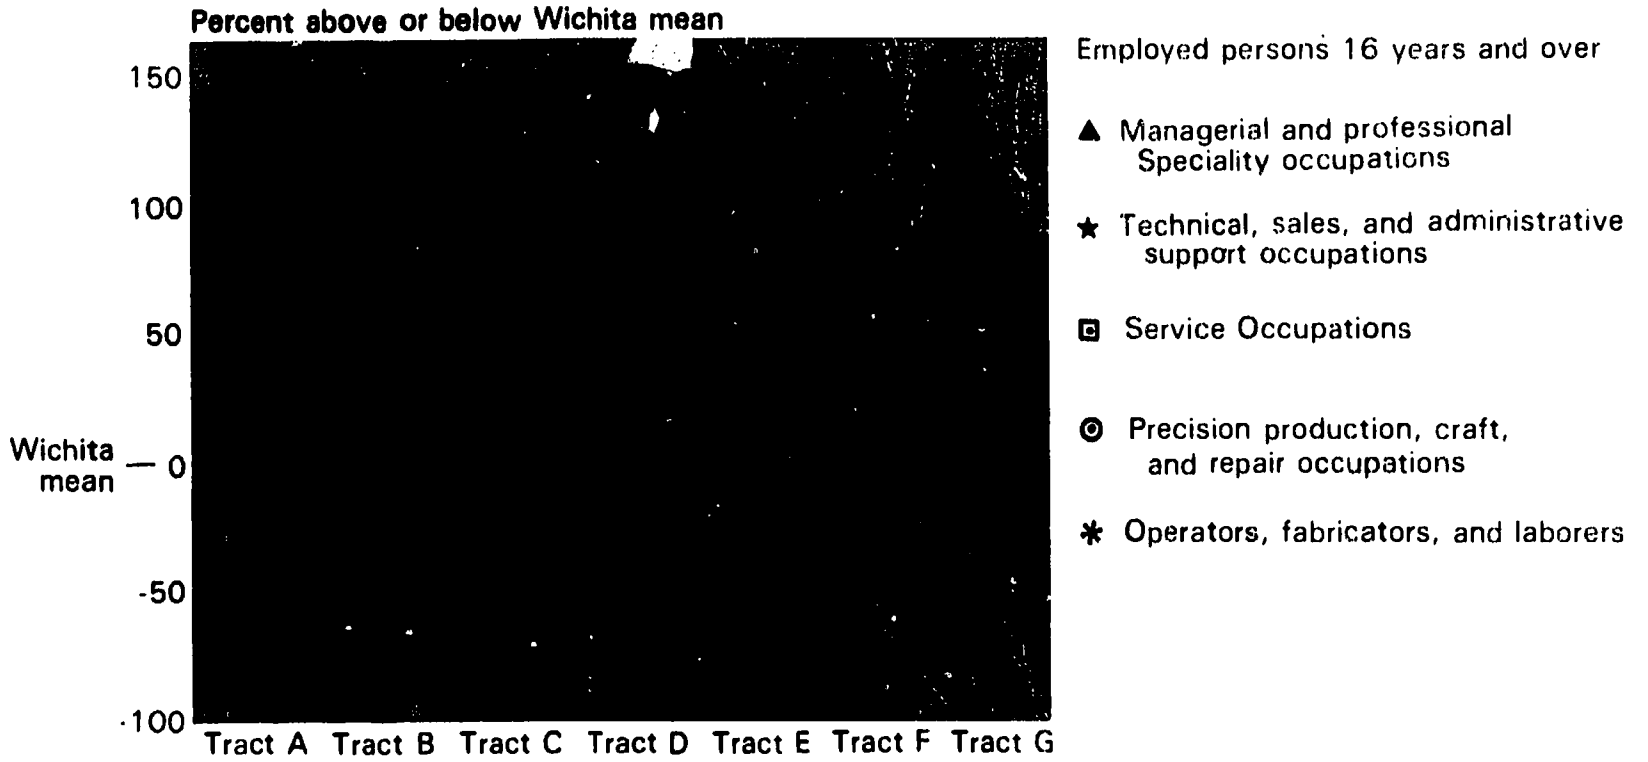 Percent above or below Wichita mean
150
100
50
Wichita
mean — 0
-50
-100
Tract A Tract B Tract C Tract D Tract E Tract F Tract G
Employed persons 16 years and over
▲ Managerial and professional
Speciality occupations
★ Technical, sales, and administrative
support occupations
Service Occupations
Precision production, craft,
and repair occupations
* Operators, fabricators, and laborers